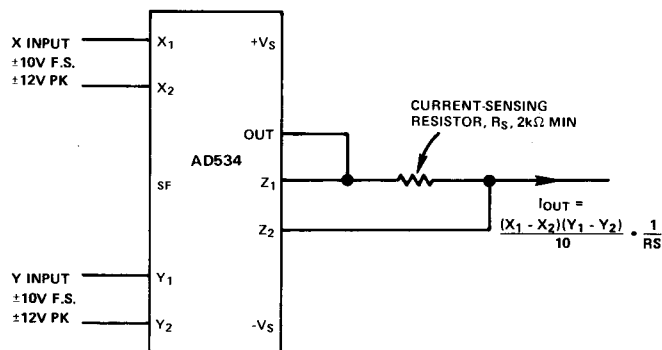 X INPUT
±10V F.S.
±12V PK
X1
X2
+VS
OUT
AD534
SF
Z1
Z2
CURRENT-SENSING
RESISTOR, RS, 2kΩ MIN
IOUT =
(X1 - X2)(Y1 - Y2)
10
• 1
RS
Y INPUT
±10V F.S.
±12V PK
Y1
Y2
-VS